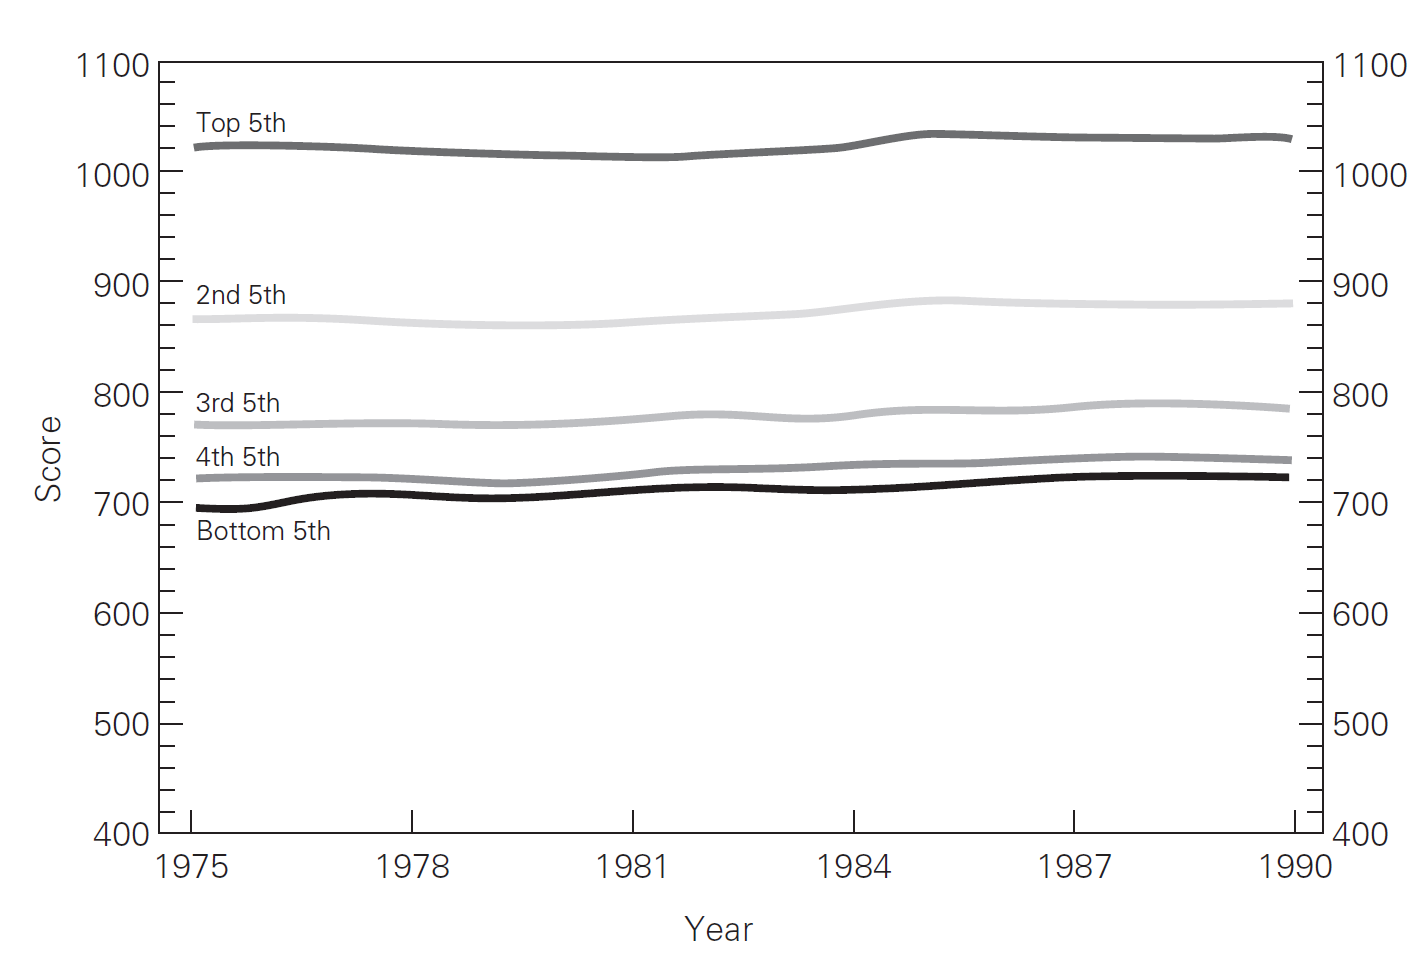 1100 1100
Top 5th
1000 1000
900 900
2nd 5th
800 800
3rd 5th
Score
4th 5th
700 700
Bottom 5th
600 600
500 500
400 400
1975 1978 1981 1984 1987 1990
Year